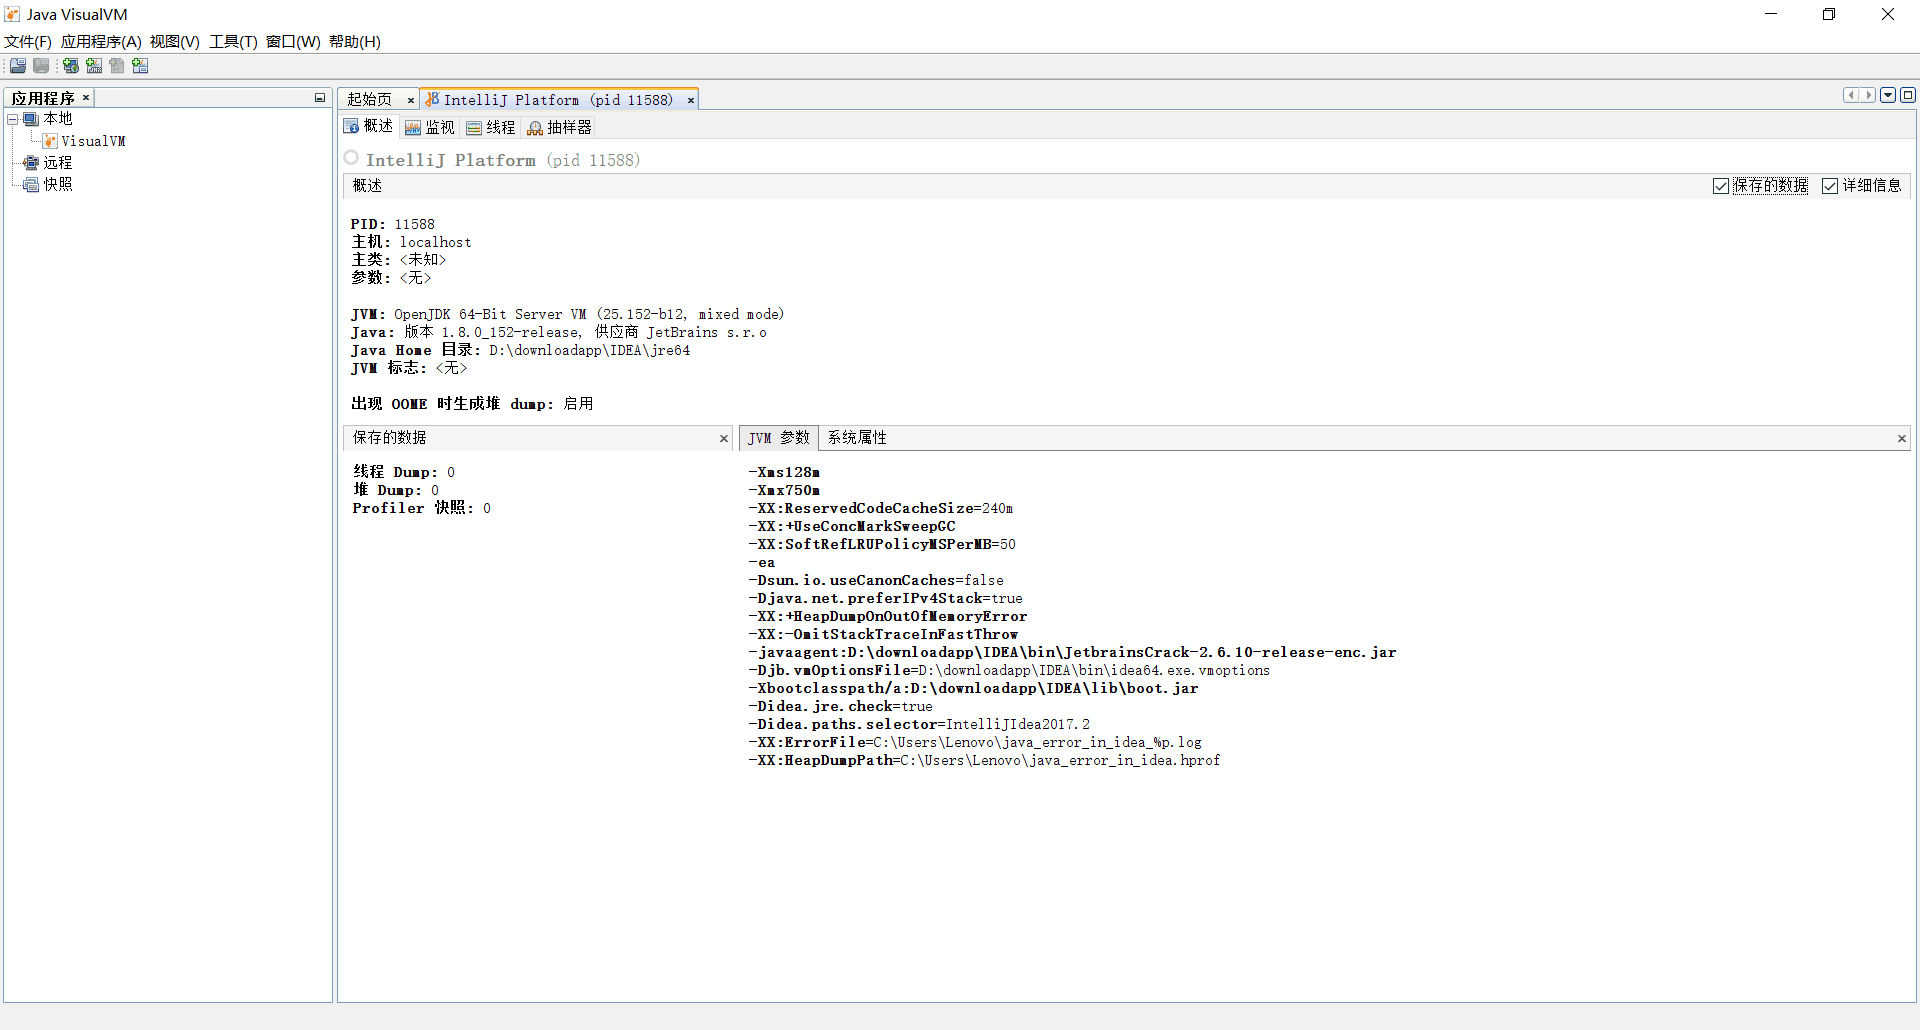 Java VisualVM
文件(F) 应用程序(A) 视图(V) 工具(T) 窗口(W) 帮助(H)
应用程序
本地
VisualVM
远程
快照
起始页 IntelliJ Platform (pid 11588)
概述 监视 线程 抽样器
IntelliJ Platform (pid 11588)
概述 保存的数据 详细信息
PID: 11588
主机: localhost
主类: <未知>
参数: <无>
JVM: OpenJDK 64-Bit Server VM (25.152-b12, mixed mode)
Java: 版本 1.8.0_152-release, 供应商 JetBrains s.r.o
Java Home 目录: D:\downloadapp\IDEA\jre64
JVM 标志: <无>
出现 OOME 时生成堆 dump: 启用
保存的数据
线程 Dump: 0
堆 Dump: 0
Profiler 快照: 0
JVM 参数 系统属性
-Xms128m
-Xmx750m
-XX:ReservedCodeCacheSize=240m
-XX:+UseConcMarkSweepGC
-XX:SoftRefLRUPolicyMSPerMB=50
-ea
-Dsun.io.useCanonCaches=false
-Djava.net.preferIPv4Stack=true
-XX:+HeapDumpOnOutOfMemoryError
-XX:-OmitStackTraceInFastThrow
-javaagent:D:\downloadapp\IDEA\bin\JetbrainsCrack-2.6.10-release-enc.jar
-Djb.vmOptionsFile=D:\downloadapp\IDEA\bin\idea64.exe.vmoptions
-Xbootclasspath/a:D:\downloadapp\IDEA\lib\boot.jar
-Didea.jre.check=true
-Didea.paths.selector=IntelliJIdea2017.2
-XX:ErrorFile=C:\Users\Lenovo\java_error_in_idea_%p.log
-XX:HeapDumpPath=C:\Users\Lenovo\java_error_in_idea.hprof